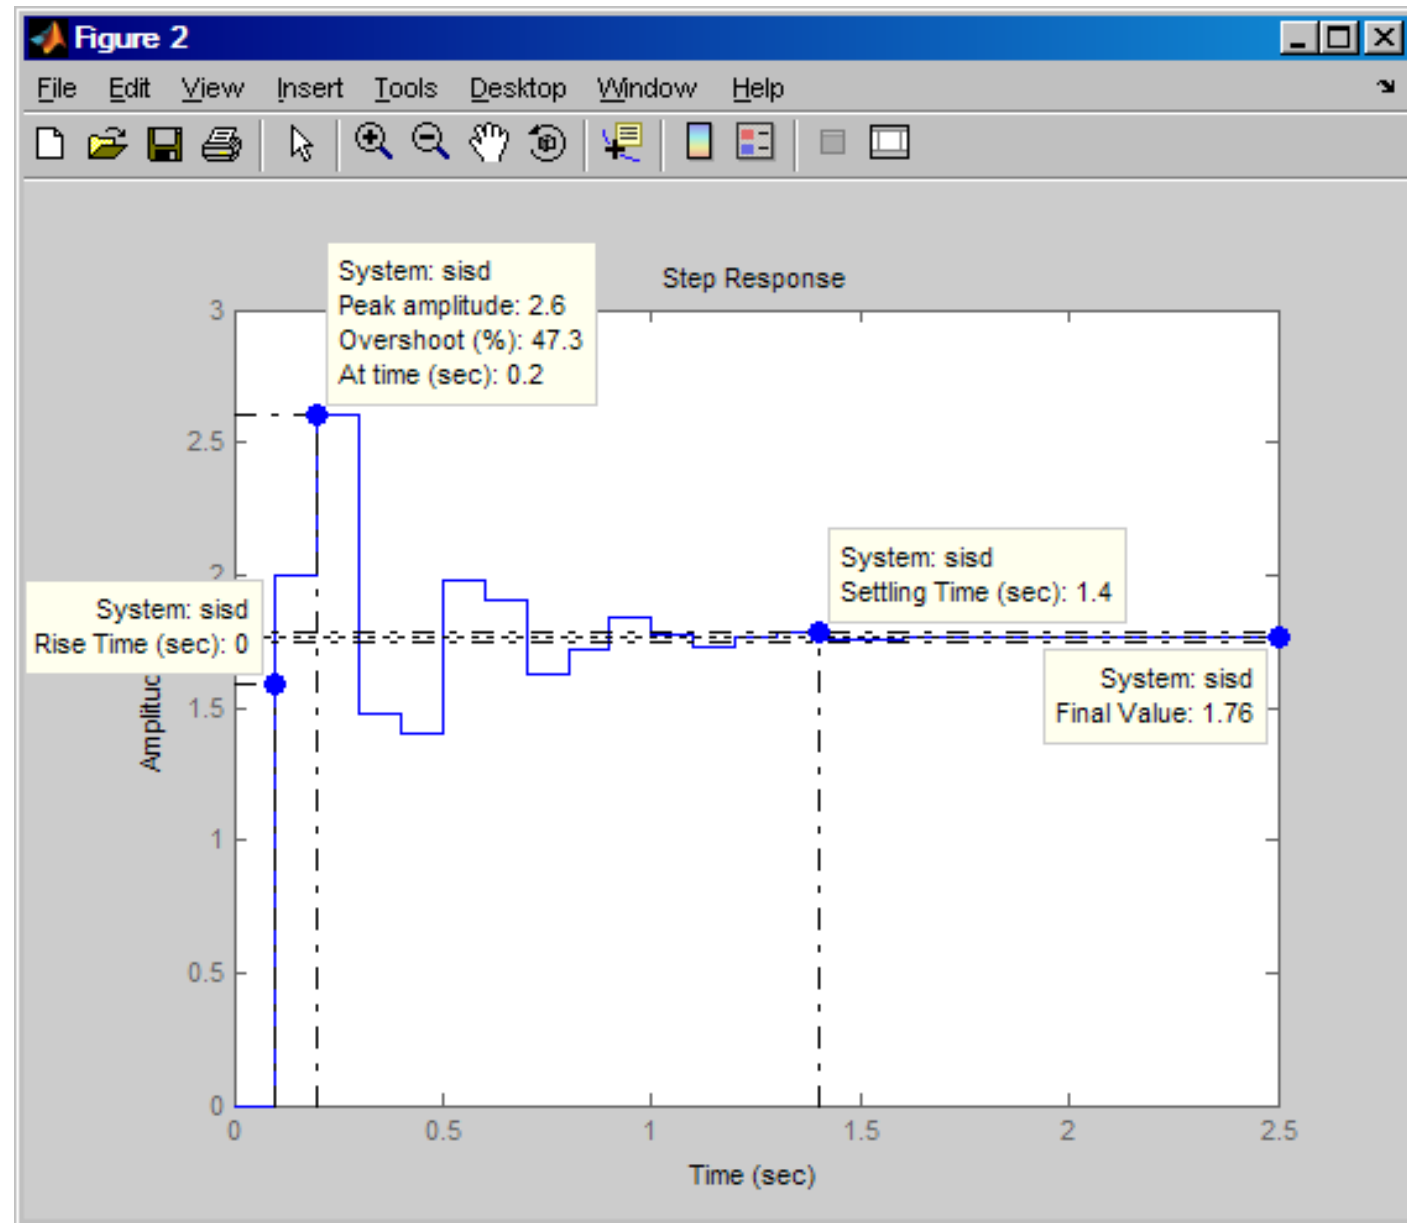 Figure 2
File Edit View Insert Tools Desktop Window Help
Step Response
System: sisd
Peak amplitude: 2.6
Overshoot (%): 47.3
At time (sec): 0.2
3
2.5
2
1.5
1
0.5
0
System: sisd
Rise Time (sec): 0
System: sisd
Settling Time (sec): 1.4
System: sisd
Final Value: 1.76
0 0.5 1 1.5 2 2.5
Time (sec)
Amplitud